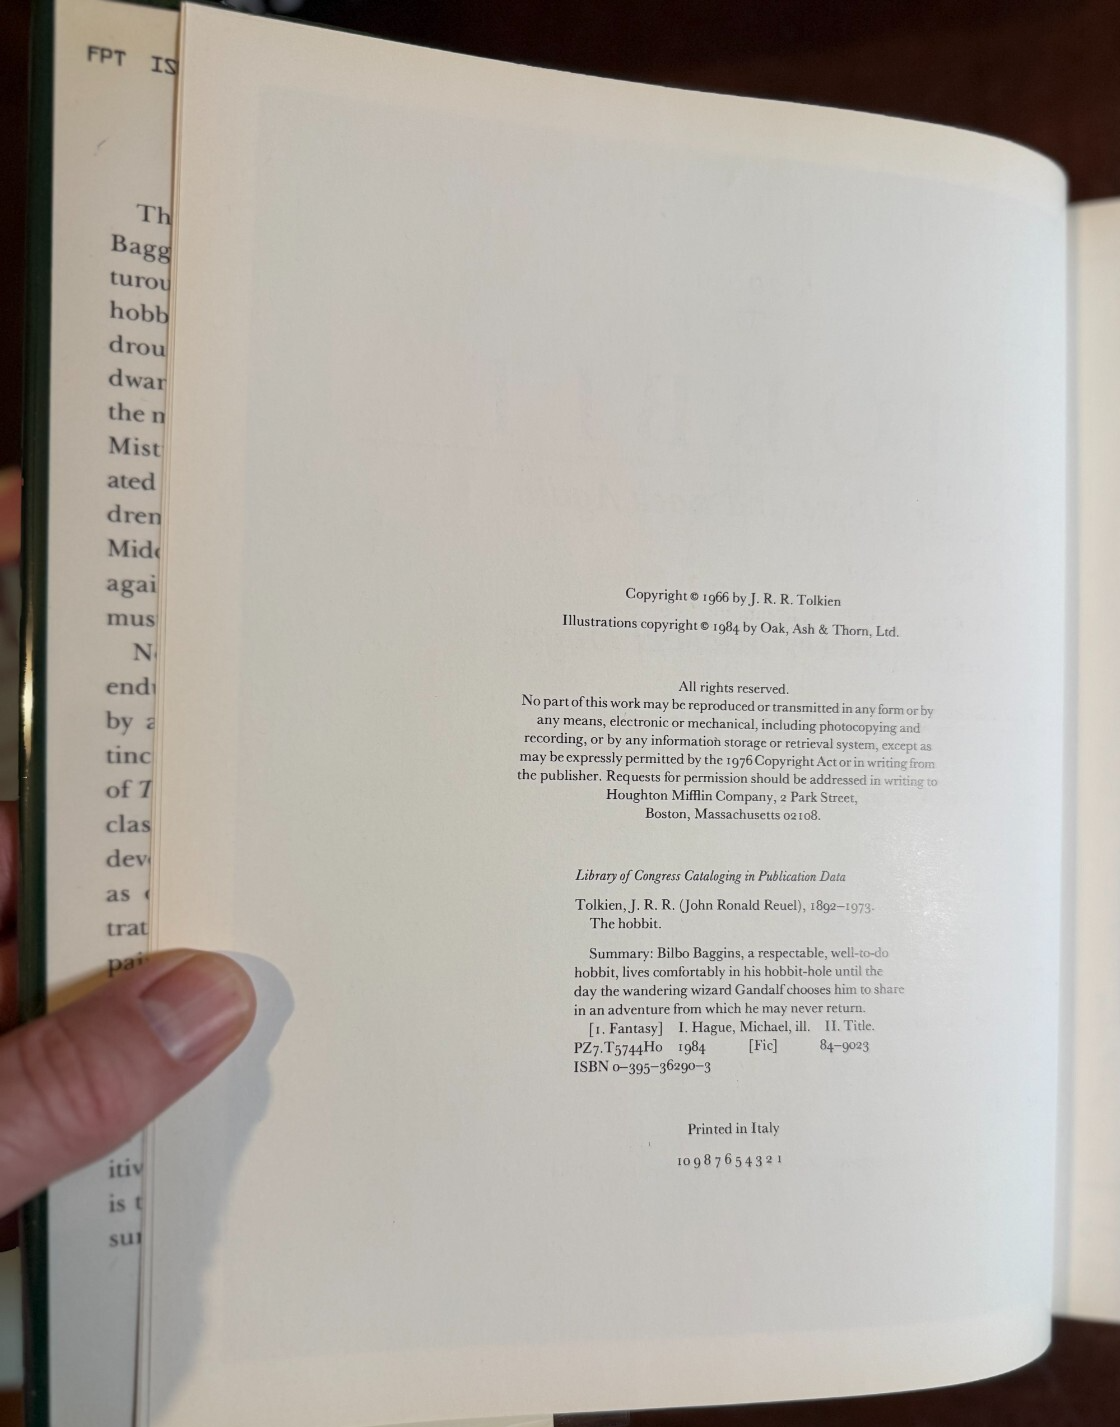 FPT IS
Th
Bagg
turou
hobb
drou
dwar
the m
Mist
ated
dren
Midd
agai
mus
N
end
by a
tinc
of T
clas
dev
as
trat
pai
itiv
is t
sur
Copyright © 1966 by J. R. R. Tolkien
Illustrations copyright © 1984 by Oak, Ash & Thorn, Ltd.
All rights reserved.
No part of this work may be reproduced or transmitted in any form or by
any means, electronic or mechanical, including photocopying and
recording, or by any information storage or retrieval system, except as
may be expressly permitted by the 1976 Copyright Act or in writing from
the publisher. Requests for permission should be addressed in writing to
Houghton Mifflin Company, 2 Park Street,
Boston, Massachusetts 02108.
Library of Congress Cataloging in Publication Data
Tolkien, J. R. R. (John Ronald Reuel), 1892–1973.
The hobbit.
Summary: Bilbo Baggins, a respectable, well-to-do
hobbit, lives comfortably in his hobbit-hole until the
day the wandering wizard Gandalf chooses him to share
in an adventure from which he may never return.
[1. Fantasy] I. Hague, Michael, ill. II. Title.
PZ7.T5744Ho 1984 [Fic] 84–9023
ISBN 0–395–36290–3
Printed in Italy
10 9 8 7 6 5 4 3 2 1